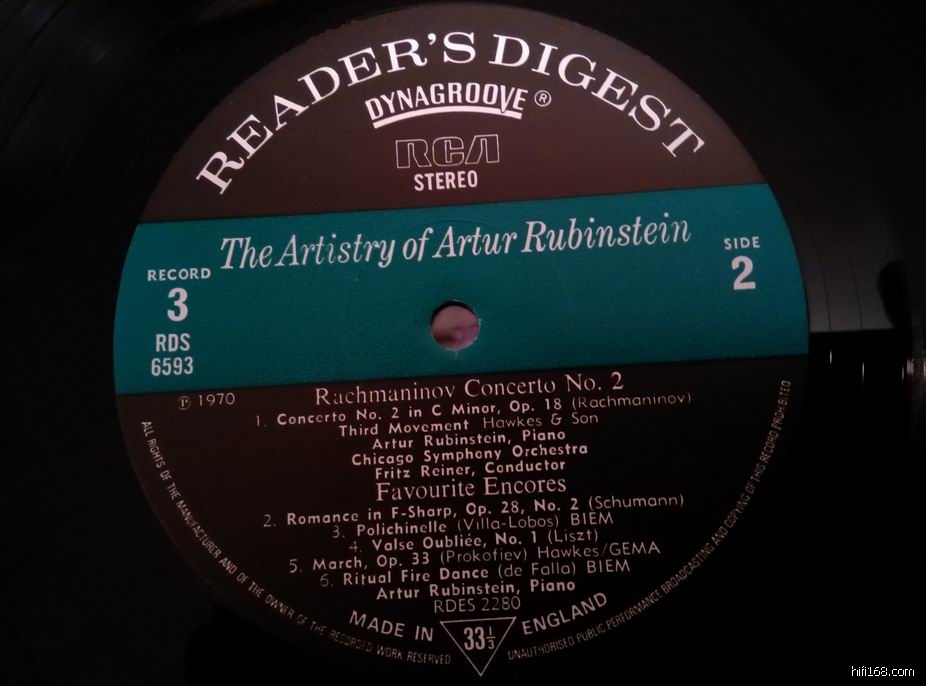 READER'S DIGEST
DYNAGROOVE ®
RCA
STEREO
The Artistry of Artur Rubinstein
RECORD
3
RDS
6593
SIDE
2
℗ 1970
Rachmaninov Concerto No. 2
1. Concerto No. 2 in C Minor, Op. 18 (Rachmaninov)
Third Movement Hawkes & Son
Artur Rubinstein, Piano
Chicago Symphony Orchestra
Fritz Reiner, Conductor
Favourite Encores
2. Romance in F-Sharp, Op. 28, No. 2 (Schumann)
3. Polichinelle (Villa-Lobos) BIEM
4. Valse Oubliée, No. 1 (Liszt)
5. March, Op. 33 (Prokofiev) Hawkes/GEMA
6. Ritual Fire Dance (de Falla) BIEM
Artur Rubinstein, Piano
RDES 2280
MADE IN ENGLAND
33⅓
ALL RIGHTS OF THE MANUFACTURER AND OF THE OWNER OF THE RECORDED WORK RESERVED
UNAUTHORISED PUBLIC PERFORMANCE BROADCASTING AND COPYING OF THIS RECORD PROHIBITED
hifi168.com